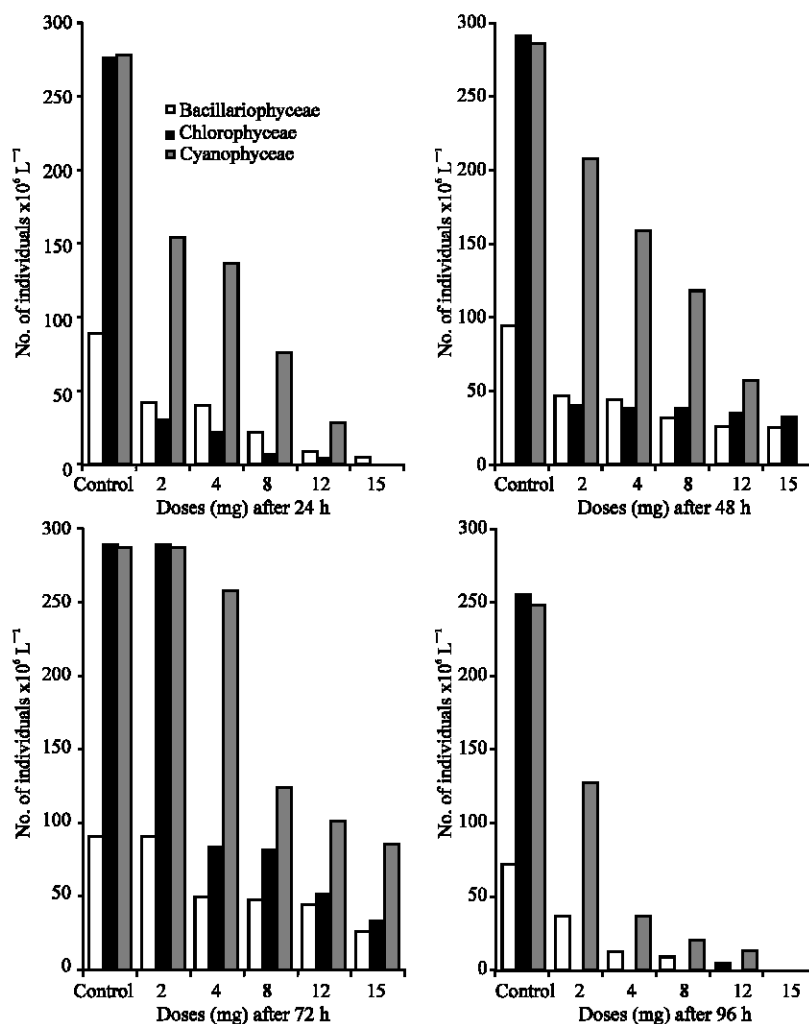 300
250
200
150
100
50
0
No. of individuals x10⁶ L⁻¹
Bacillariophyceae
Chlorophyceae
Cyanophyceae
Control 2 4 8 12 15
Doses (mg) after 24 h
300
250
200
150
100
50
0
No. of individuals x10⁶ L⁻¹
Control 2 4 8 12 15
Doses (mg) after 48 h
300
250
200
150
100
50
0
No. of individuals x10⁶ L⁻¹
Control 2 4 8 12 15
Doses (mg) after 72 h
300
250
200
150
100
50
0
No. of individuals x10⁶ L⁻¹
Control 2 4 8 12 15
Doses (mg) after 96 h